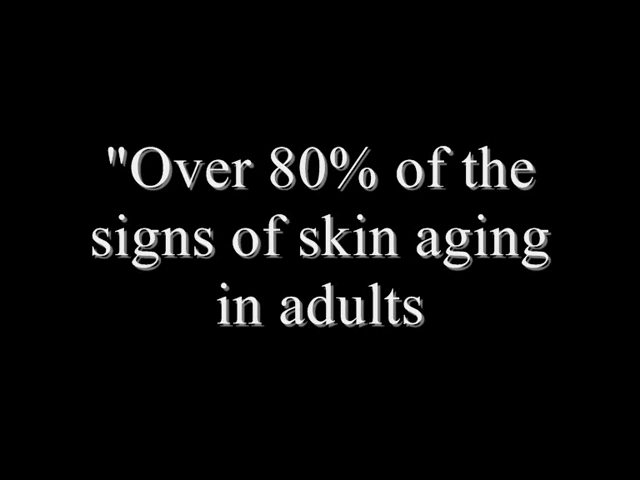 "Over 80% of the
signs of skin aging
in adults